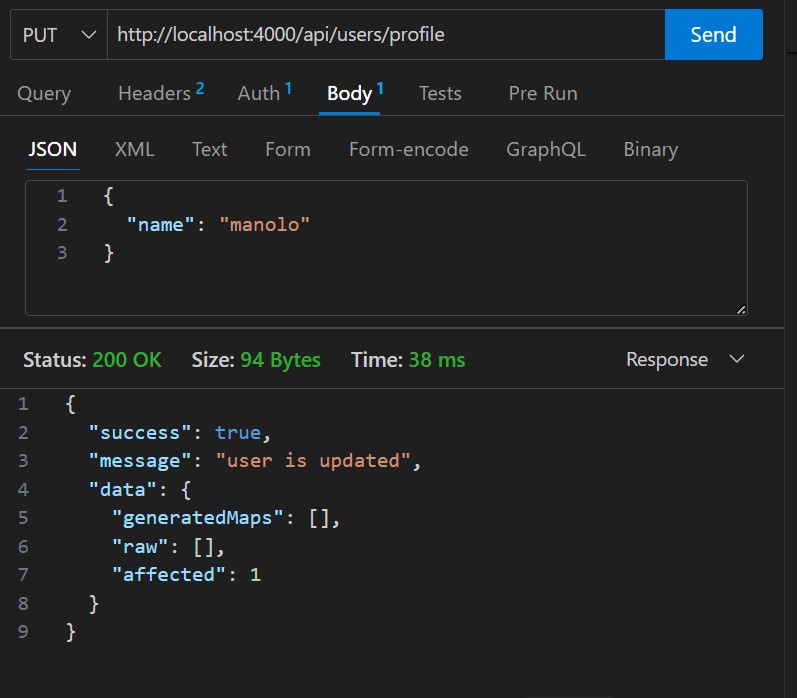 PUT http://localhost:4000/api/users/profile Send
Query Headers 2 Auth 1 Body 1 Tests Pre Run
JSON XML Text Form Form-encode GraphQL Binary
1 {
2 "name": "manolo"
3 }
Status: 200 OK Size: 94 Bytes Time: 38 ms Response
1 {
2 "success": true,
3 "message": "user is updated",
4 "data": {
5 "generatedMaps": [],
6 "raw": [],
7 "affected": 1
8 }
9 }